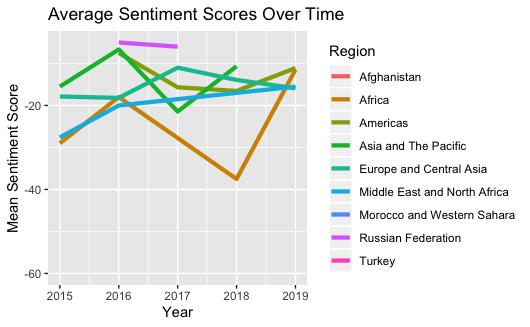 Average Sentiment Scores Over Time
Mean Sentiment Score
-20
-40
-60
2015 2016 2017 2018 2019
Year
Region
Afghanistan
Africa
Americas
Asia and The Pacific
Europe and Central Asia
Middle East and North Africa
Morocco and Western Sahara
Russian Federation
Turkey